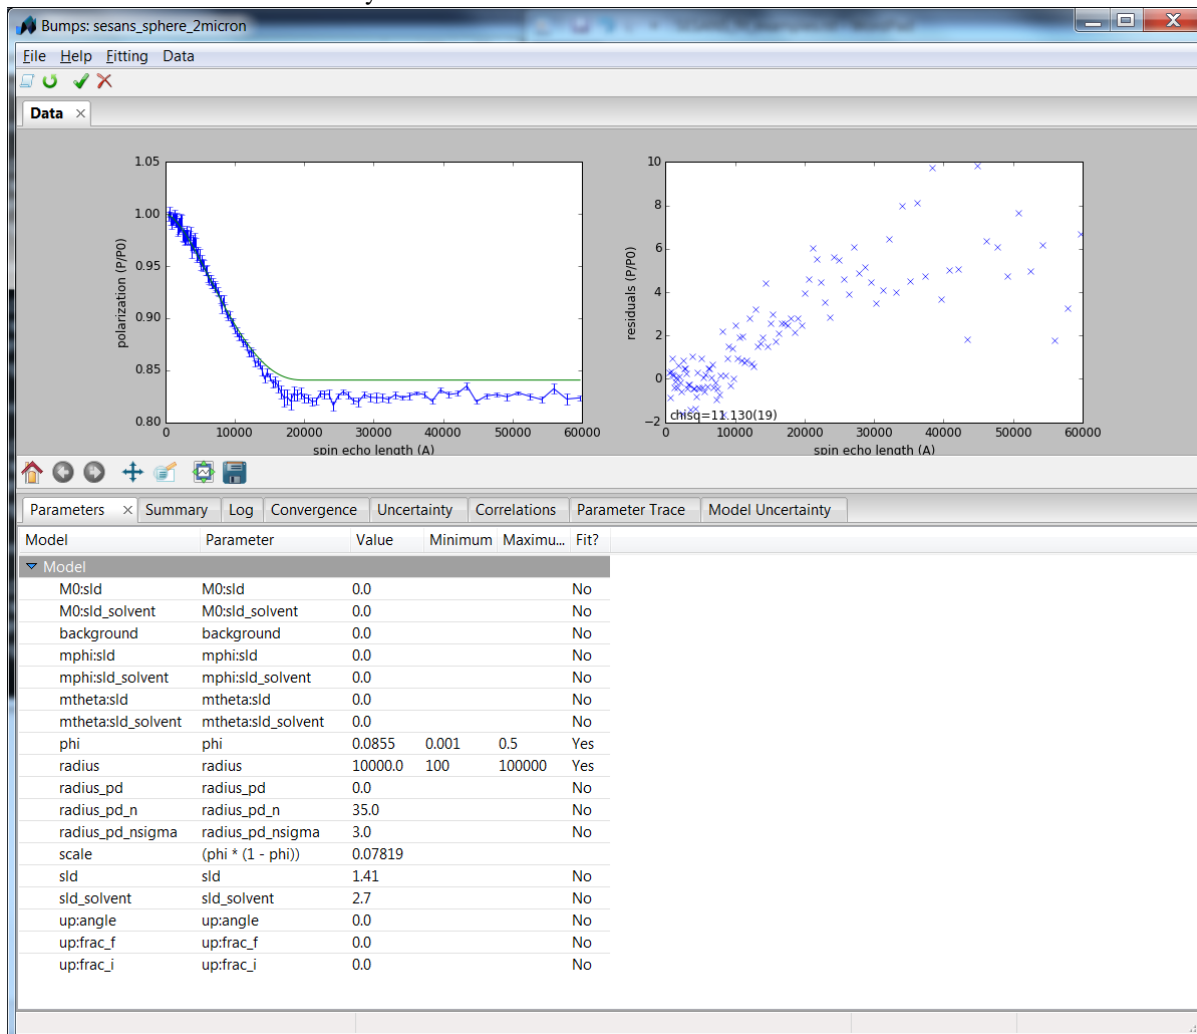 Bumps: sesans_sphere_2micron
File Help Fitting Data
Data ×
1.05
1.00
0.95
0.90
0.85
0.80
polarization (P/P0)
0 10000 20000 30000 40000 50000 60000
spin echo length (A)
10
8
6
4
2
0
−2
residuals (P/P0)
chisq=11.130(19)
0 10000 20000 30000 40000 50000 60000
spin echo length (A)
Parameters × Summary Log Convergence Uncertainty Correlations Parameter Trace Model Uncertainty
Model Parameter Value Minimum Maximu... Fit?
Model
M0:sld M0:sld 0.0 No
M0:sld_solvent M0:sld_solvent 0.0 No
background background 0.0 No
mphi:sld mphi:sld 0.0 No
mphi:sld_solvent mphi:sld_solvent 0.0 No
mtheta:sld mtheta:sld 0.0 No
mtheta:sld_solvent mtheta:sld_solvent 0.0 No
phi phi 0.0855 0.001 0.5 Yes
radius radius 10000.0 100 100000 Yes
radius_pd radius_pd 0.0 No
radius_pd_n radius_pd_n 35.0 No
radius_pd_nsigma radius_pd_nsigma 3.0 No
scale (phi * (1 - phi)) 0.07819
sld sld 1.41 No
sld_solvent sld_solvent 2.7 No
up:angle up:angle 0.0 No
up:frac_f up:frac_f 0.0 No
up:frac_i up:frac_i 0.0 No